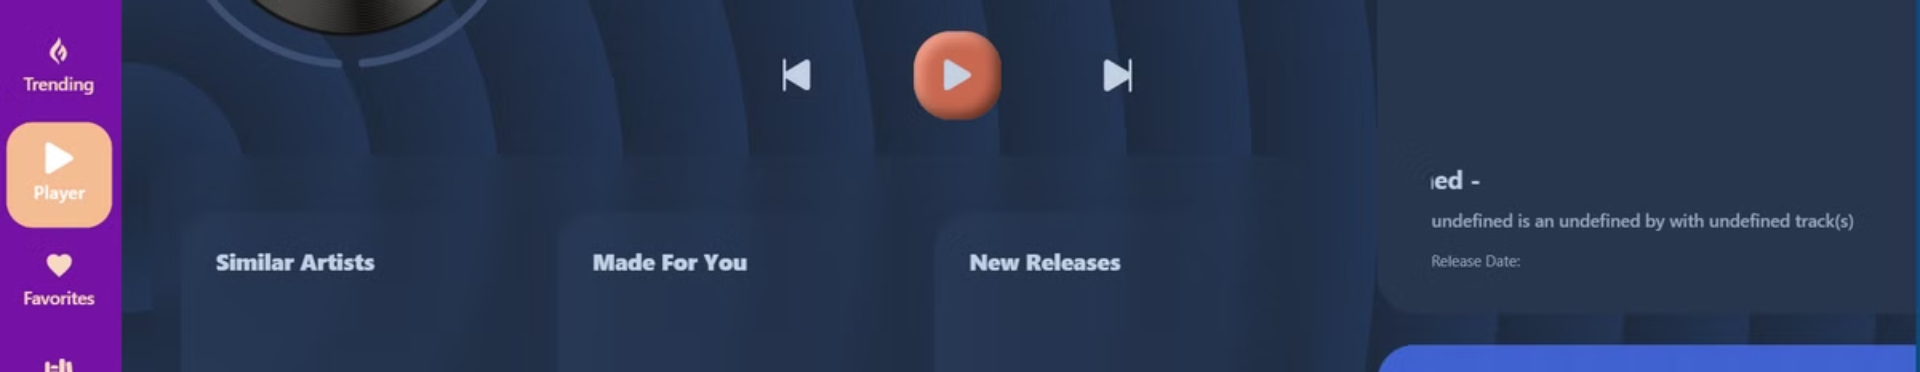 Trending
Player
Favorites
Similar Artists
Made For You
New Releases
ed -
undefined is an undefined by with undefined track(s)
Release Date: